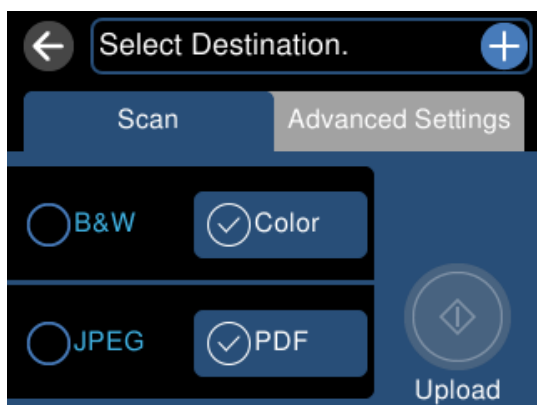 Select Destination.
Scan
Advanced Settings
B&W
Color
JPEG
PDF
Upload